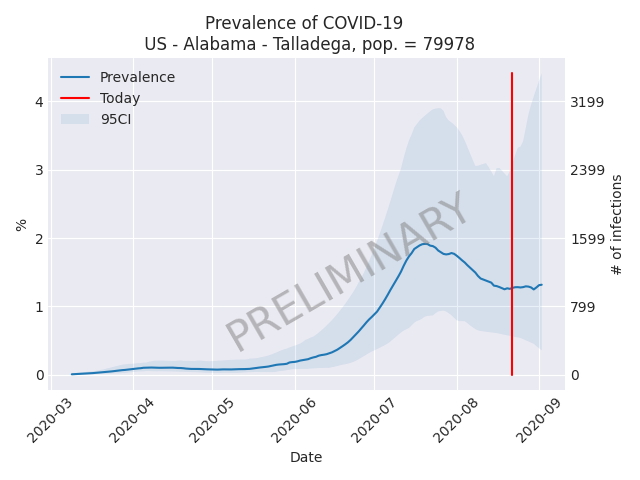 Prevalence of COVID-19
US - Alabama - Talladega, pop. = 79978
Prevalence
Today
95CI
PRELIMINARY
%
4
3
2
1
0
# of infections
3199
2399
1599
799
0
2020-03
2020-04
2020-05
2020-06
2020-07
2020-08
2020-09
Date